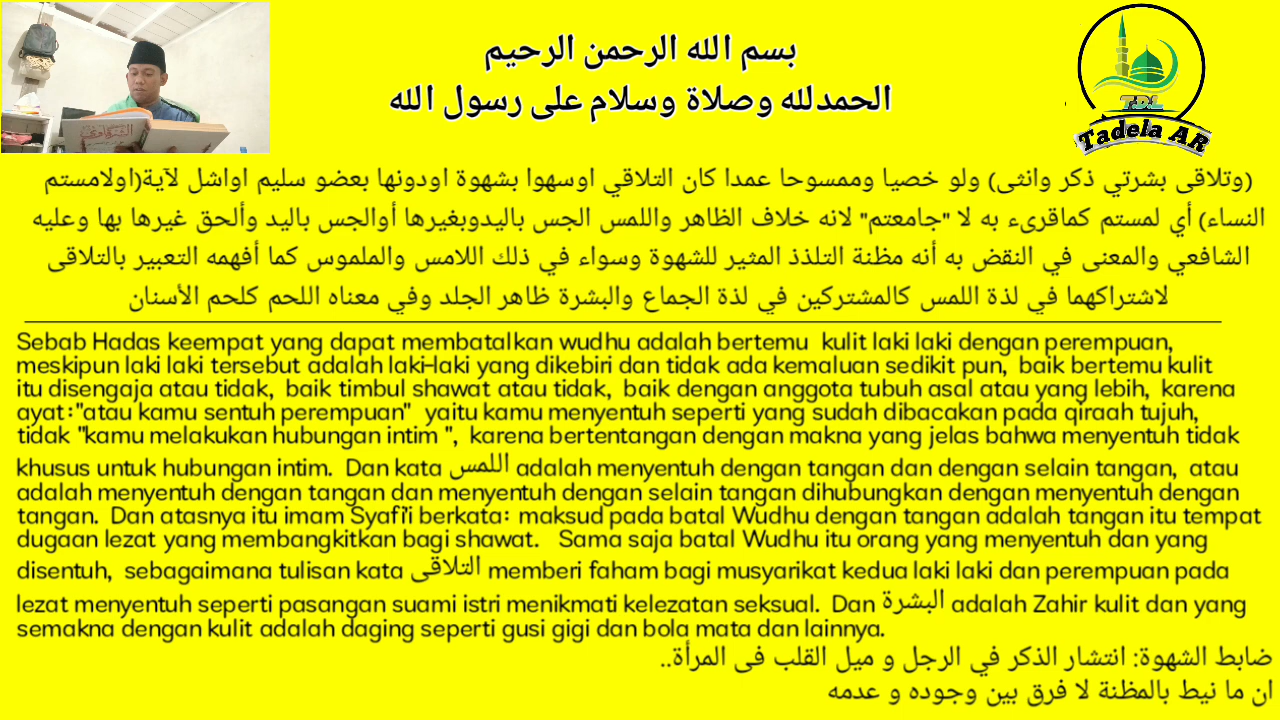 بسم الله الرحمن الرحيم
الحمدلله وصلاة وسلام على رسول الله
T.D.L
Tadela AR
الشرقاوي
(وتلاقى بشرتي ذكر وانثى) ولو خصيا وممسوحا عمدا كان التلاقي اوسهوا بشهوة اودونها بعضو سليم اواشل لآية(اولامستم
النساء) أي لمستم كماقرىء به لا "جامعتم" لانه خلاف الظاهر واللمس الجس باليدوبغيرها أوالجس باليد وألحق غيرها بها وعليه
الشافعي والمعنى في النقض به أنه مظنة التلذذ المثير للشهوة وسواء في ذلك اللامس والملموس كما أفهمه التعبير بالتلاقى
لاشتراكهما في لذة اللمس كالمشتركين في لذة الجماع والبشرة ظاهر الجلد وفي معناه اللحم كلحم الأسنان
Sebab Hadas keempat yang dapat membatalkan wudhu adalah bertemu kulit laki laki dengan perempuan,
meskipun laki laki tersebut adalah laki-laki yang dikebiri dan tidak ada kemaluan sedikit pun, baik bertemu kulit
itu disengaja atau tidak, baik timbul shawat atau tidak, baik dengan anggota tubuh asal atau yang lebih, karena
ayat:"atau kamu sentuh perempuan" yaitu kamu menyentuh seperti yang sudah dibacakan pada qiraah tujuh,
tidak "kamu melakukan hubungan intim ", karena bertentangan dengan makna yang jelas bahwa menyentuh tidak
khusus untuk hubungan intim. Dan kata اللمس adalah menyentuh dengan tangan dan dengan selain tangan, atau
adalah menyentuh dengan tangan dan menyentuh dengan selain tangan dihubungkan dengan menyentuh dengan
tangan. Dan atasnya itu imam Syafi'i berkata: maksud pada batal Wudhu dengan tangan adalah tangan itu tempat
dugaan lezat yang membangkitkan bagi shawat. Sama saja batal Wudhu itu orang yang menyentuh dan yang
disentuh, sebagaimana tulisan kata التلاقى memberi faham bagi musyarikat kedua laki laki dan perempuan pada
lezat menyentuh seperti pasangan suami istri menikmati kelezatan seksual. Dan البشرة adalah Zahir kulit dan yang
semakna dengan kulit adalah daging seperti gusi gigi dan bola mata dan lainnya.
ضابط الشهوة: انتشار الذكر في الرجل و ميل القلب فى المرأة..
ان ما نيط بالمظنة لا فرق بين وجوده و عدمه